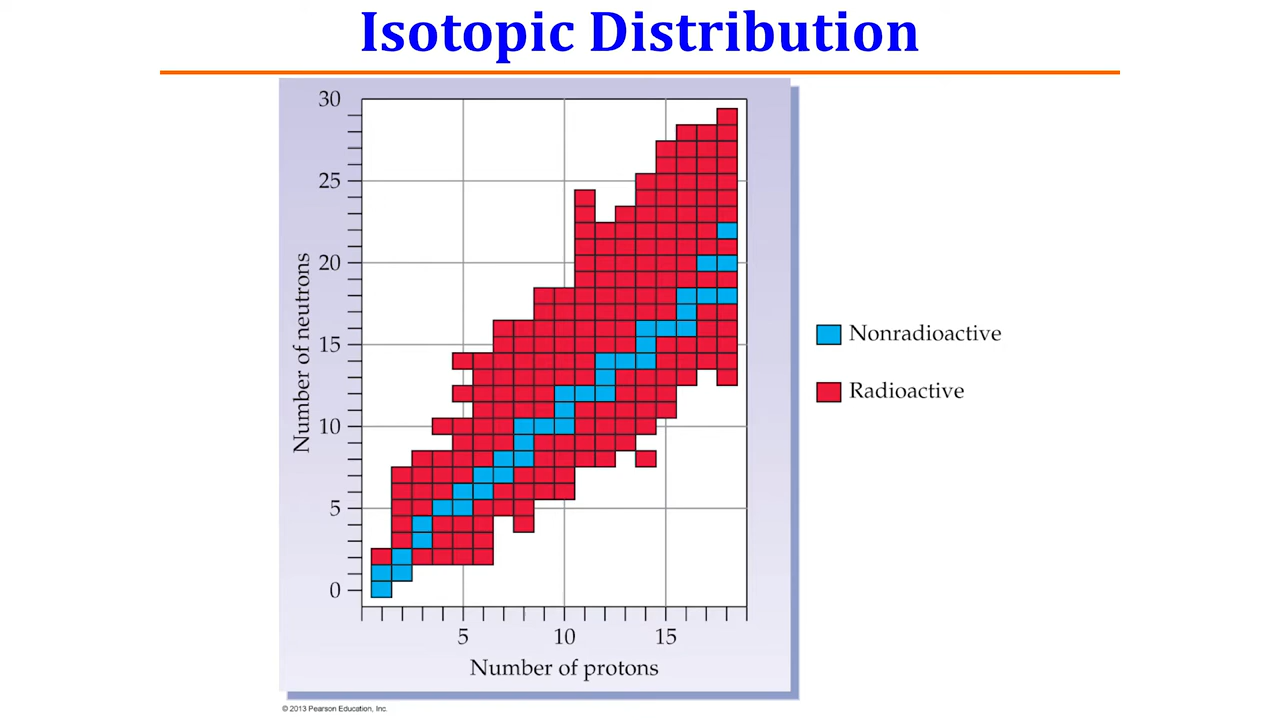 Isotopic Distribution
30
25
20
15
10
5
0
Number of neutrons
5 10 15
Number of protons
Nonradioactive
Radioactive
© 2013 Pearson Education, Inc.